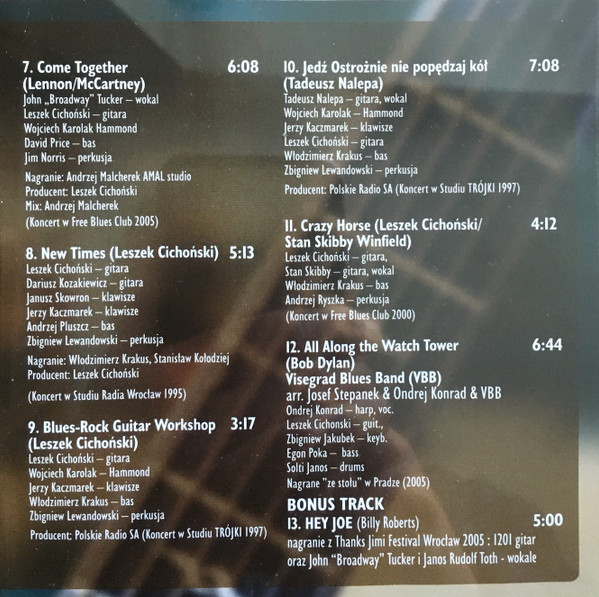 7. Come Together 6:08
(Lennon/McCartney)
John „Broadway" Tucker – wokal
Leszek Cichoński – gitara
Wojciech Karolak Hammond
David Price – bas
Jim Norris – perkusja
Nagranie: Andrzej Malcherek AMAL studio
Producent: Leszek Cichoński
Mix: Andrzej Malcherek
(Koncert w Free Blues Club 2005)
8. New Times (Leszek Cichoński) 5:13
Leszek Cichoński – gitara
Dariusz Kozakiewicz – gitara
Janusz Skowron – klawisze
Jerzy Kaczmarek – klawisze
Andrzej Pluszcz – bas
Zbigniew Lewandowski – perkusja
Nagranie: Włodzimierz Krakus, Stanisław Kołodziej
Producent: Leszek Cichoński
(Koncert w Studiu Radia Wrocław 1995)
9. Blues-Rock Guitar Workshop 3:17
(Leszek Cichoński)
Leszek Cichoński – gitara
Wojciech Karolak – Hammond
Jerzy Kaczmarek – klawisze
Włodzimierz Krakus – bas
Zbigniew Lewandowski – perkusja
Producent: Polskie Radio SA (Koncert w Studiu TRÓJKI 1997)
10. Jedź Ostrożnie nie popędzaj kół 7:08
(Tadeusz Nalepa)
Tadeusz Nalepa – gitara, wokal
Wojciech Karolak – Hammond
Jerzy Kaczmarek – klawisze
Leszek Cichoński – gitara
Włodzimierz Krakus – bas
Zbigniew Lewandowski – perkusja
Producent: Polskie Radio SA (Koncert w Studiu TRÓJKI 1997)
11. Crazy Horse (Leszek Cichoński/ 4:12
Stan Skibby Winfield)
Leszek Cichoński – gitara,
Stan Skibby – gitara, wokal
Włodzimierz Krakus – bas
Andrzej Ryszka – perkusja
(Koncert w Free Blues Club 2000)
12. All Along the Watch Tower 6:44
(Bob Dylan)
Visegrad Blues Band (VBB)
arr. Josef Stepanek & Ondrej Konrad & VBB
Ondrej Konrad – harp, voc.
Leszek Cichonski – guit.,
Zbigniew Jakubek – keyb.
Egon Poka – bass
Solti Janos – drums
Nagrane "ze stołu" w Pradze (2005)
BONUS TRACK
13. HEY JOE (Billy Roberts) 5:00
nagranie z Thanks Jimi Festival Wrocław 2005 : 1201 gitar
oraz John "Broadway" Tucker i Janos Rudolf Toth - wokale